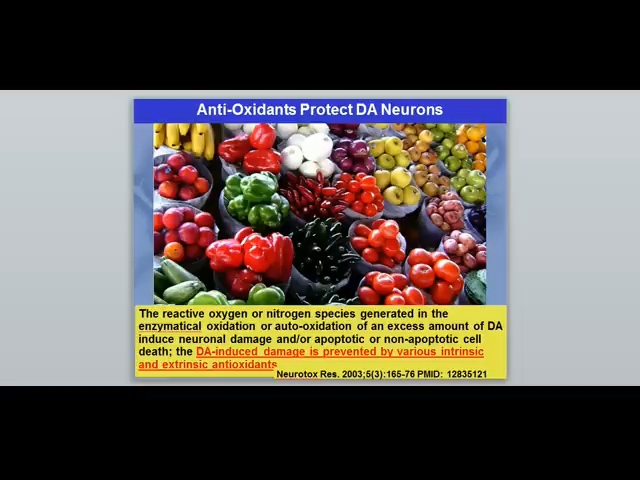 Anti-Oxidants Protect DA Neurons
The reactive oxygen or nitrogen species generated in the
enzymatical oxidation or auto-oxidation of an excess amount of DA
induce neuronal damage and/or apoptotic or non-apoptotic cell
death; the DA-induced damage is prevented by various intrinsic
and extrinsic antioxidants
Neurotox Res. 2003;5(3):165-76 PMID: 12835121